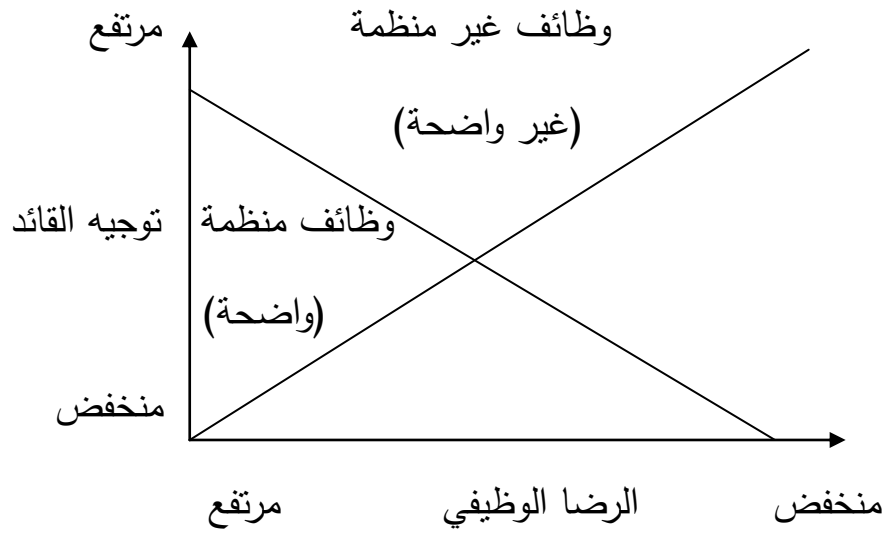 مرتفع
وظائف غير منظمة
(غير واضحة)
توجيه القائد
وظائف منظمة
(واضحة)
منخفض
مرتفع
الرضا الوظيفي
منخفض